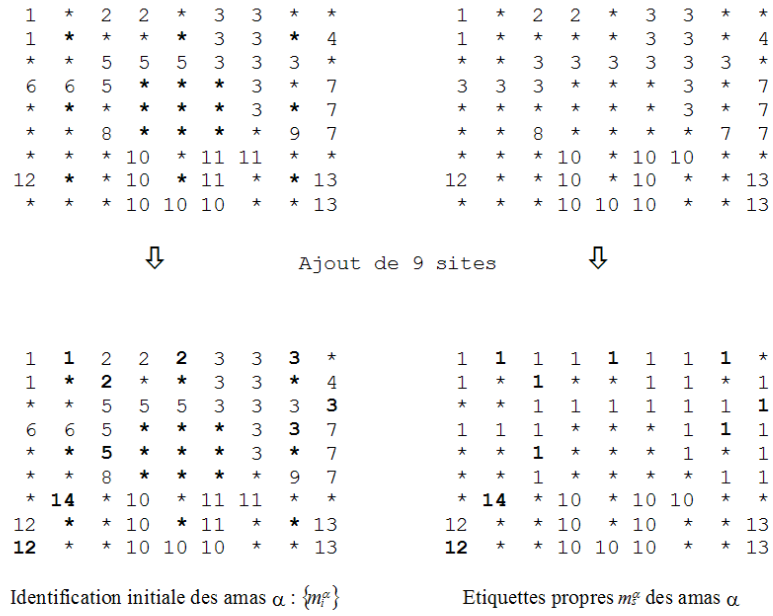 1 * 2 2 * 3 3 * * 1 * 2 2 * 3 3 * *
1 * * * * 3 3 * 4 1 * * * * 3 3 * 4
* * 5 5 5 3 3 3 * * * 3 3 3 3 3 3 *
6 6 5 * * * 3 * 7 3 3 3 * * * 3 * 7
* * * * * * 3 * 7 * * * * * * 3 * 7
* * 8 * * * * 9 7 * * 8 * * * * 7 7
* * * 10 * 11 11 * * * * * 10 * 10 10 * *
12 * * 10 * 11 * * 13 12 * * 10 * 10 * * 13
* * * 10 10 10 * * 13 * * * 10 10 10 * * 13
⇩ Ajout de 9 sites ⇩
1 1 2 2 2 3 3 3 * 1 1 1 1 1 1 1 1 *
1 * 2 * * 3 3 * 4 1 * 1 * * 1 1 * 1
* * 5 5 5 3 3 3 3 * * 1 1 1 1 1 1 1
6 6 5 * * * 3 3 7 1 1 1 * * * 1 1 1
* * 5 * * * 3 * 7 * * 1 * * * 1 * 1
* * 8 * * * * 9 7 * * 1 * * * * 1 1
* 14 * 10 * 11 11 * * * 14 * 10 * 10 10 * *
12 * * 10 * 11 * * 13 12 * * 10 * 10 * * 13
12 * * 10 10 10 * * 13 12 * * 10 10 10 * * 13
Identification initiale des amas α : {mᵢᵅ} Etiquettes propres mₛᵅ des amas α